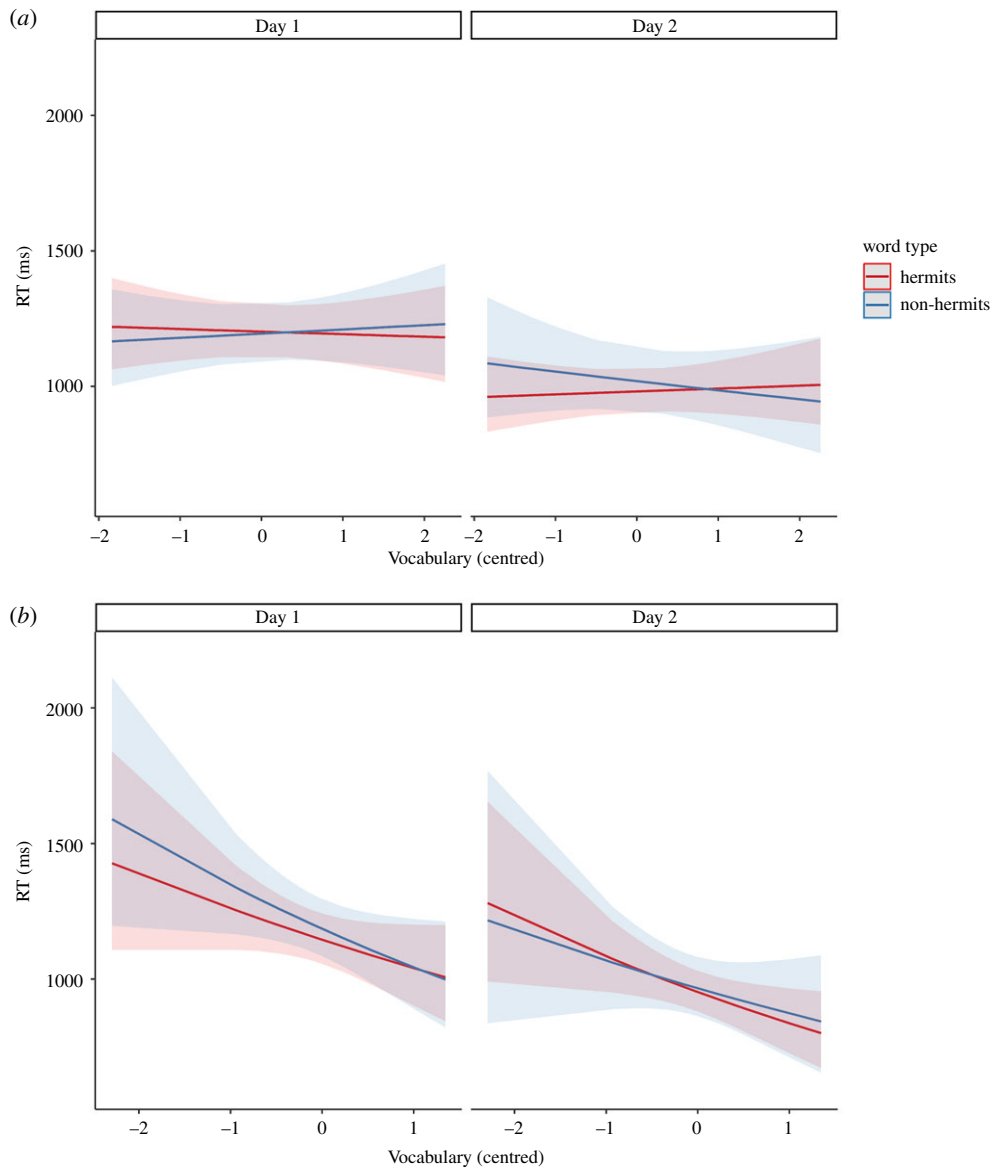 (a)
Day 1 Day 2
2000
1500
1000
RT (ms)
–2 –1 0 1 2 –2 –1 0 1 2
Vocabulary (centred)
word type
hermits
non-hermits
(b)
Day 1 Day 2
2000
1500
1000
RT (ms)
–2 –1 0 1 –2 –1 0 1
Vocabulary (centred)